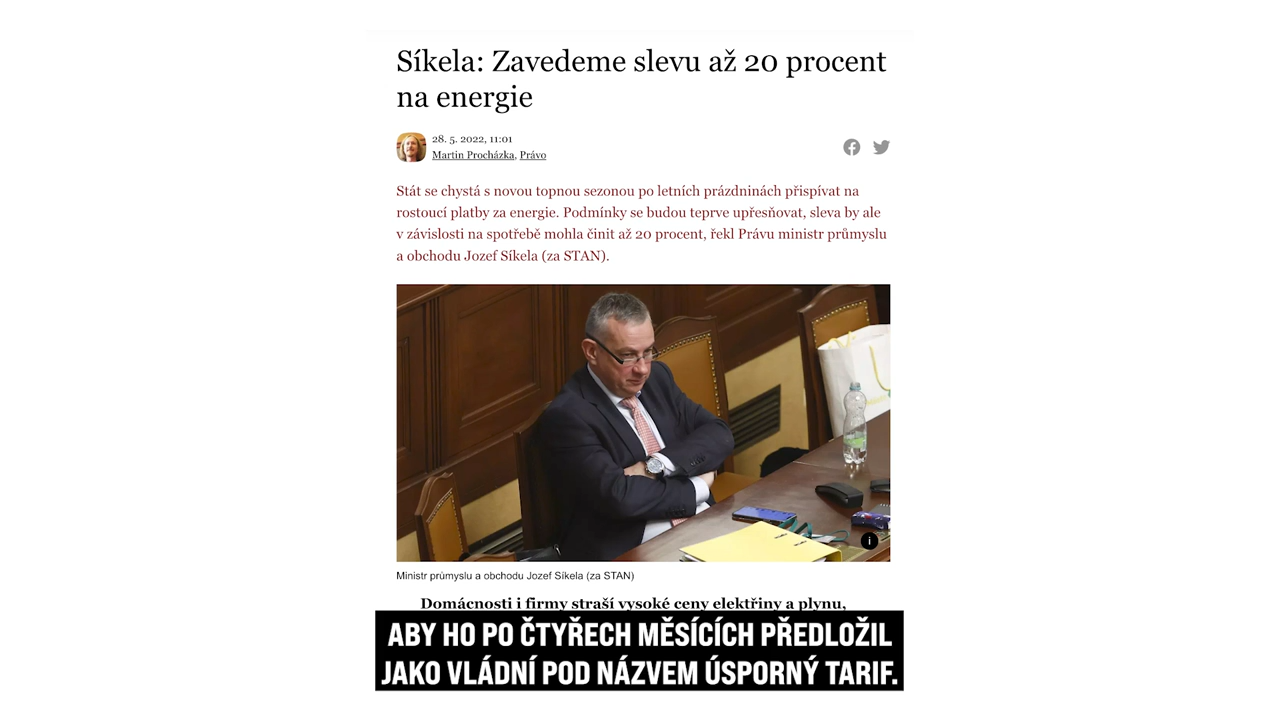 Síkela: Zavedeme slevu až 20 procent
na energie
28. 5. 2022, 11:01
Martin Procházka, Právo
Stát se chystá s novou topnou sezonou po letních prázdninách přispívat na
rostoucí platby za energie. Podmínky se budou teprve upřesňovat, sleva by ale
v závislosti na spotřebě mohla činit až 20 procent, řekl Právu ministr průmyslu
a obchodu Jozef Síkela (za STAN).
i
Ministr průmyslu a obchodu Jozef Síkela (za STAN)
Domácnosti i firmy straší vysoké ceny elektřiny a plynu,
ABY HO PO ČTYŘECH MĚSÍCÍCH PŘEDLOŽIL
JAKO VLÁDNÍ POD NÁZVEM ÚSPORNÝ TARIF.